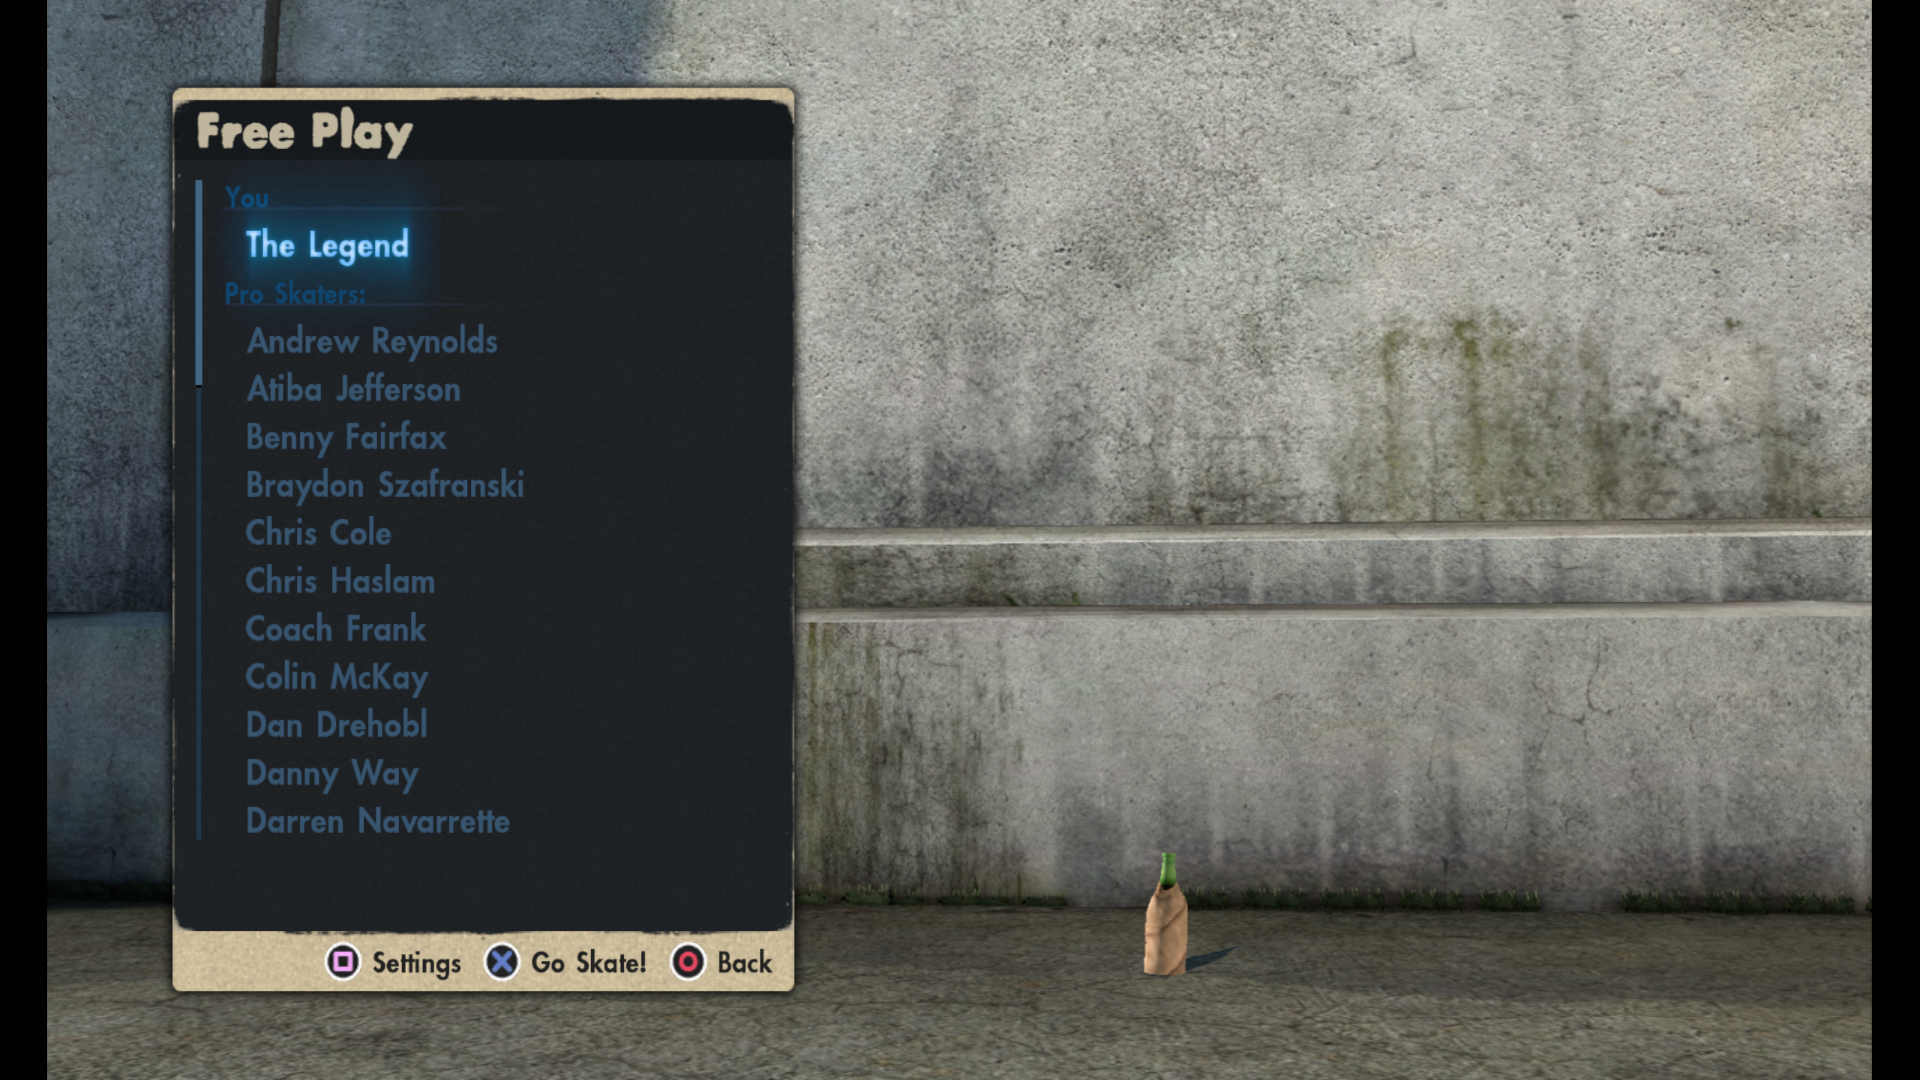 Free Play
You
The Legend
Pro Skaters:
Andrew Reynolds
Atiba Jefferson
Benny Fairfax
Braydon Szafranski
Chris Cole
Chris Haslam
Coach Frank
Colin McKay
Dan Drehobl
Danny Way
Darren Navarrette
Settings Go Skate! Back